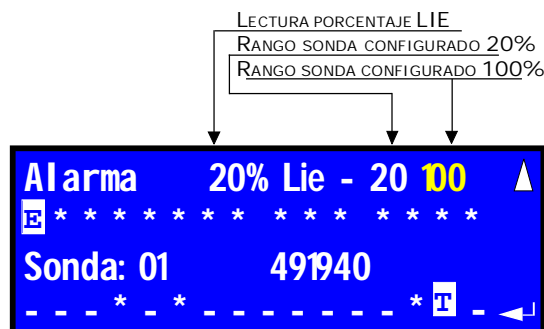 LECTURA PORCENTAJE LIE
RANGO SONDA CONFIGURADO 20%
RANGO SONDA CONFIGURADO 100%
Alarma 20% Lie - 20 100
E * * * * * * * * * * * * * *
Sonda: 01 491940
_ _ _ * _ * _ _ _ _ _ _ _ * T _